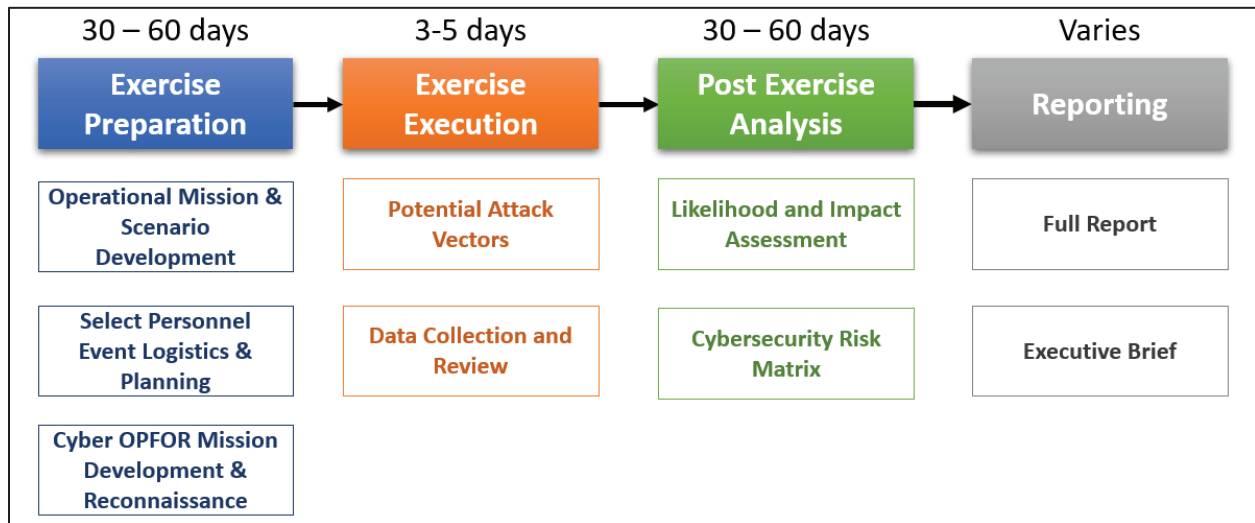 30 – 60 days
3-5 days
30 – 60 days
Varies
Exercise
Preparation
Exercise
Execution
Post Exercise
Analysis
Reporting
Operational Mission &
Scenario
Development
Potential Attack
Vectors
Likelihood and Impact
Assessment
Full Report
Select Personnel
Event Logistics &
Planning
Data Collection and
Review
Cybersecurity Risk
Matrix
Executive Brief
Cyber OPFOR Mission
Development &
Reconnaissance